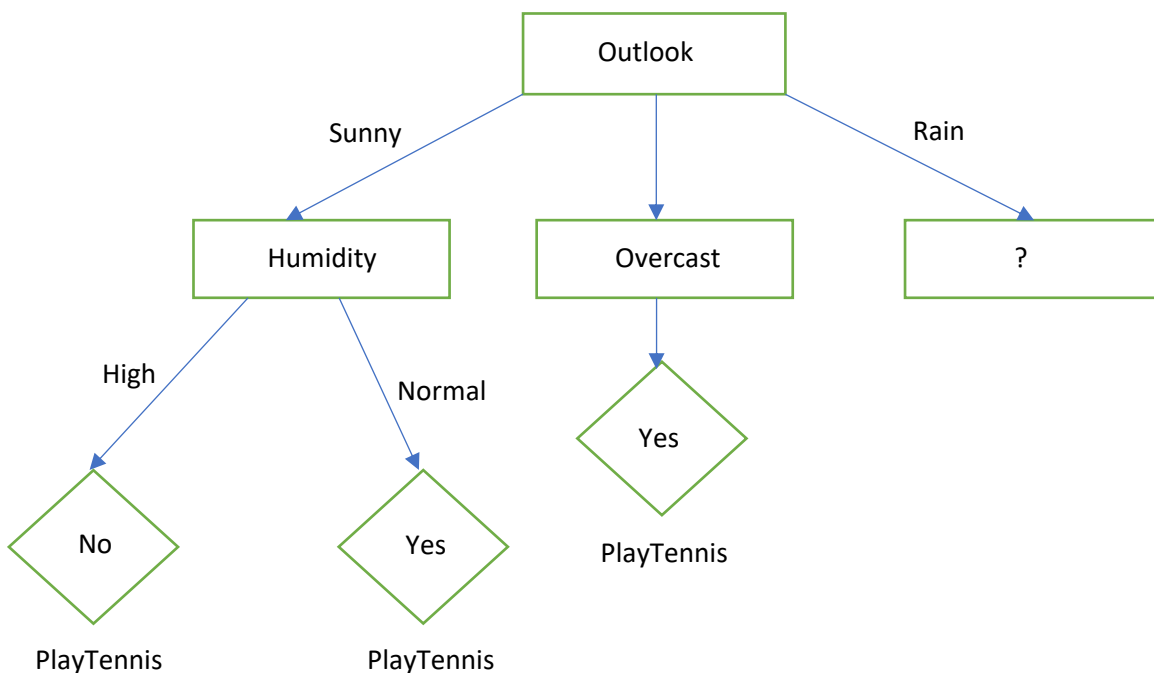 Outlook
Sunny
Rain
Humidity
Overcast
?
High
Normal
Yes
No
Yes
PlayTennis
PlayTennis
PlayTennis